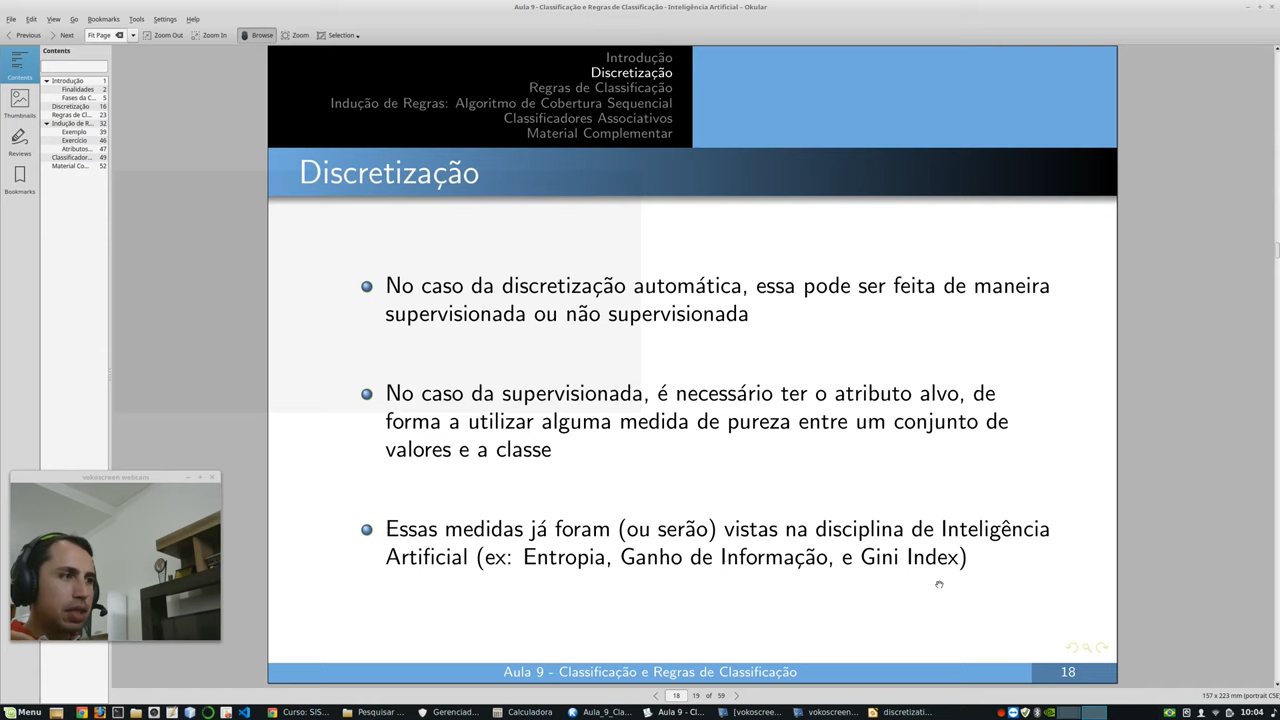 Aula 9 - Classificação e Regras de Classificação - Inteligência Artificial – Okular
File Edit View Go Bookmarks Tools Settings Help
Previous Next Fit Page Zoom Out Zoom In Browse Zoom Selection
Contents
Contents
Thumbnails
Reviews
Bookmarks
Introdução 1
Finalidades 2
Fases da C... 5
Discretização 16
Regras de Cl... 23
Indução de R... 32
Exemplo 39
Exercício 46
Atributos... 47
Classificador... 49
Material Co... 52
Introdução
Discretização
Regras de Classificação
Indução de Regras: Algoritmo de Cobertura Sequencial
Classificadores Associativos
Material Complementar
Discretização
No caso da discretização automática, essa pode ser feita de maneira
supervisionada ou não supervisionada
No caso da supervisionada, é necessário ter o atributo alvo, de
forma a utilizar alguma medida de pureza entre um conjunto de
valores e a classe
Essas medidas já foram (ou serão) vistas na disciplina de Inteligência
Artificial (ex: Entropia, Ganho de Informação, e Gini Index)
vokoscreen webcam
Aula 9 - Classificação e Regras de Classificação 18
18 19 of 59
157 x 223 mm (portrait C5E
Menu Curso: SIS... Pesquisar ... Gerenciad... Calculadora Aula_9_Cla... Aula 9 - Cl... [vokoscree... vokoscreen... discretizati... 10:04